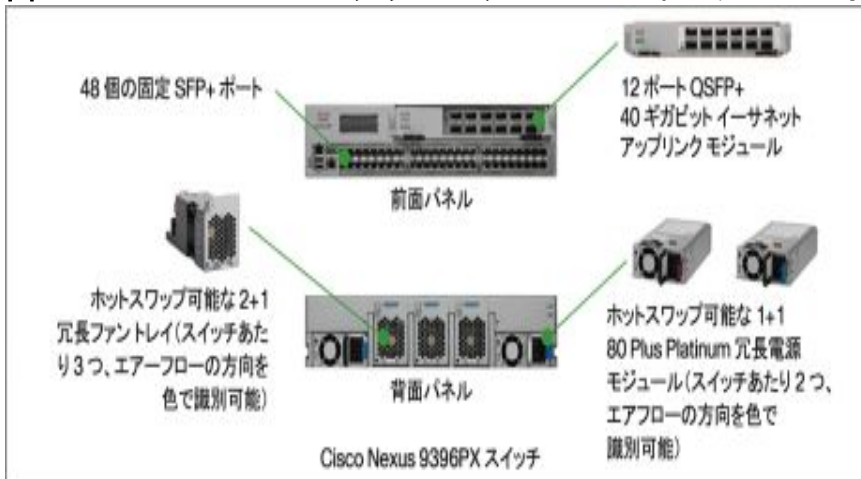 48 個の固定 SFP+ ポート
12 ポート QSFP+
40 ギガビット イーサネット
アップリンク モジュール
前面パネル
ホットスワップ可能な 2+1
冗長ファントレイ(スイッチあた
り3つ、エアーフローの方向を
色で識別可能)
背面パネル
ホットスワップ可能な 1+1
80 Plus Platinum 冗長電源
モジュール(スイッチあたり2つ、
エアフローの方向を色で
識別可能)
Cisco Nexus 9396PX スイッチ